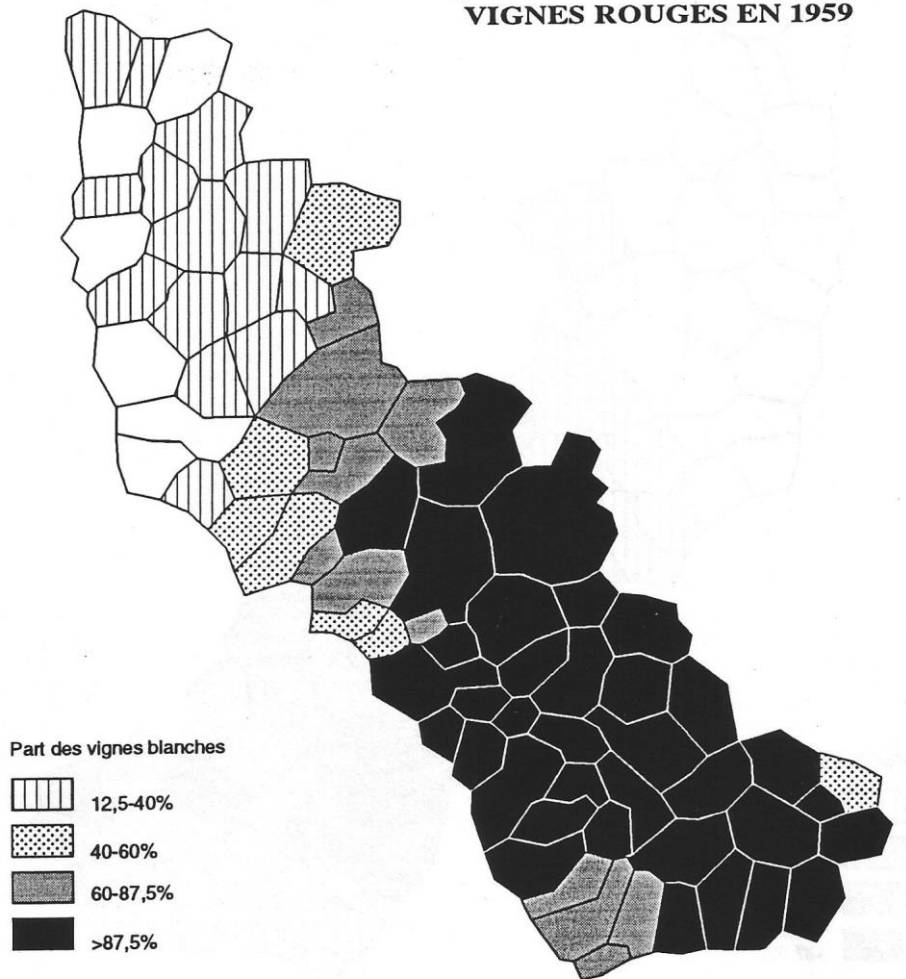 VIGNES ROUGES EN 1959
Part des vignes blanches
12,5-40%
40-60%
60-87,5%
>87,5%